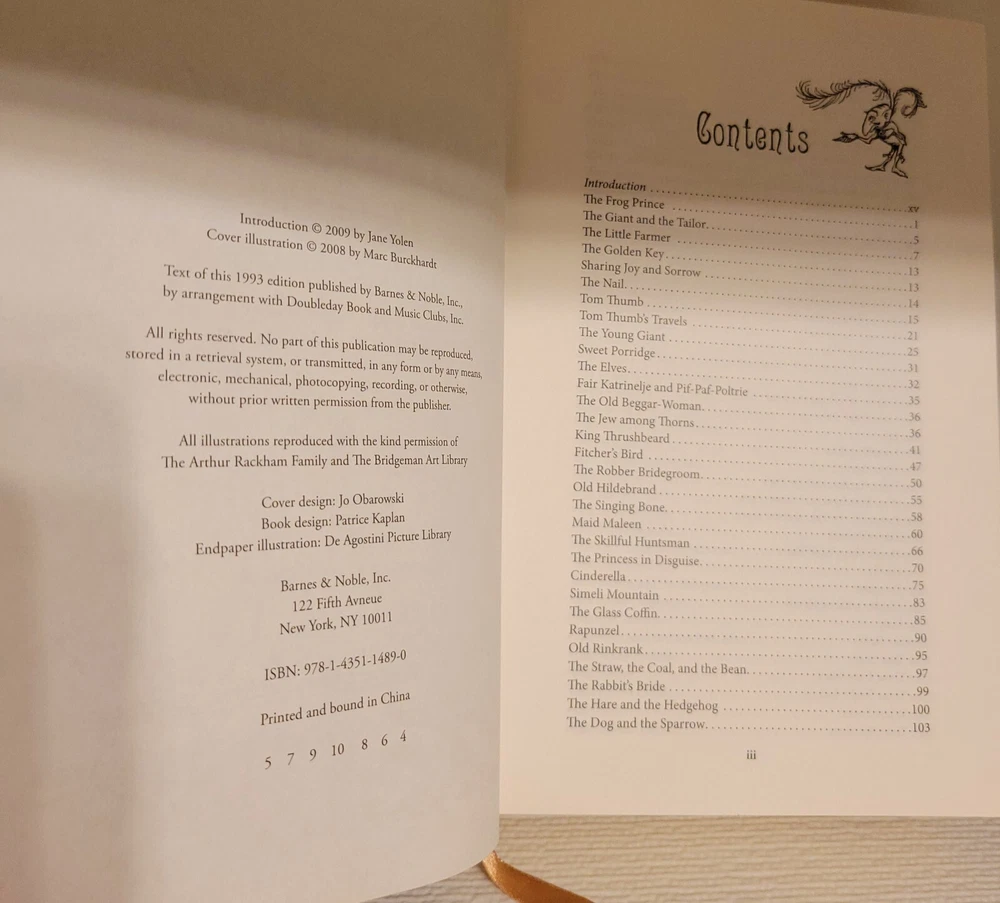 Introduction © 2009 by Jane Yolen
Cover illustration © 2008 by Marc Burckhardt
Text of this 1993 edition published by Barnes & Noble, Inc.,
by arrangement with Doubleday Book and Music Clubs, Inc.
All rights reserved. No part of this publication may be reproduced,
stored in a retrieval system, or transmitted, in any form or by any means,
electronic, mechanical, photocopying, recording, or otherwise,
without prior written permission from the publisher.
All illustrations reproduced with the kind permission of
The Arthur Rackham Family and The Bridgeman Art Library
Cover design: Jo Obarowski
Book design: Patrice Kaplan
Endpaper illustration: De Agostini Picture Library
Barnes & Noble, Inc.
122 Fifth Avneue
New York, NY 10011
ISBN: 978-1-4351-1489-0
Printed and bound in China
5 7 9 10 8 6 4
Contents
Introduction xv
The Frog Prince 1
The Giant and the Tailor 5
The Little Farmer 7
The Golden Key 13
Sharing Joy and Sorrow 13
The Nail 14
Tom Thumb 15
Tom Thumb's Travels 21
The Young Giant 25
Sweet Porridge 31
The Elves 32
Fair Katrinelje and Pif-Paf-Poltrie 35
The Old Beggar-Woman 36
The Jew among Thorns 36
King Thrushbeard 41
Fitcher's Bird 47
The Robber Bridegroom 50
Old Hildebrand 55
The Singing Bone 58
Maid Maleen 60
The Skillful Huntsman 66
The Princess in Disguise 70
Cinderella 75
Simeli Mountain 83
The Glass Coffin 85
Rapunzel 90
Old Rinkrank 95
The Straw, the Coal, and the Bean 97
The Rabbit's Bride 99
The Hare and the Hedgehog 100
The Dog and the Sparrow 103
iii